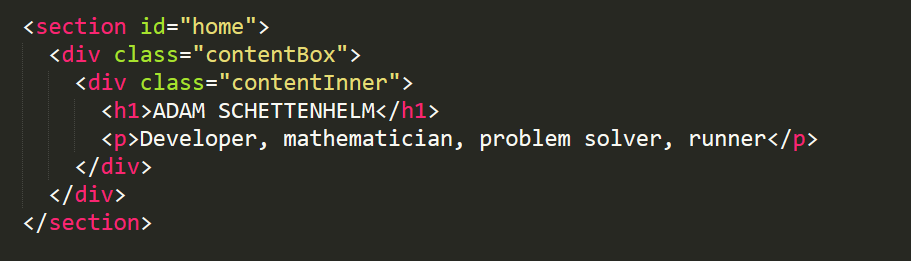 <section id="home">
<div class="contentBox">
<div class="contentInner">
<h1>ADAM SCHETTENHELM</h1>
<p>Developer, mathematician, problem solver, runner</p>
</div>
</div>
</section>